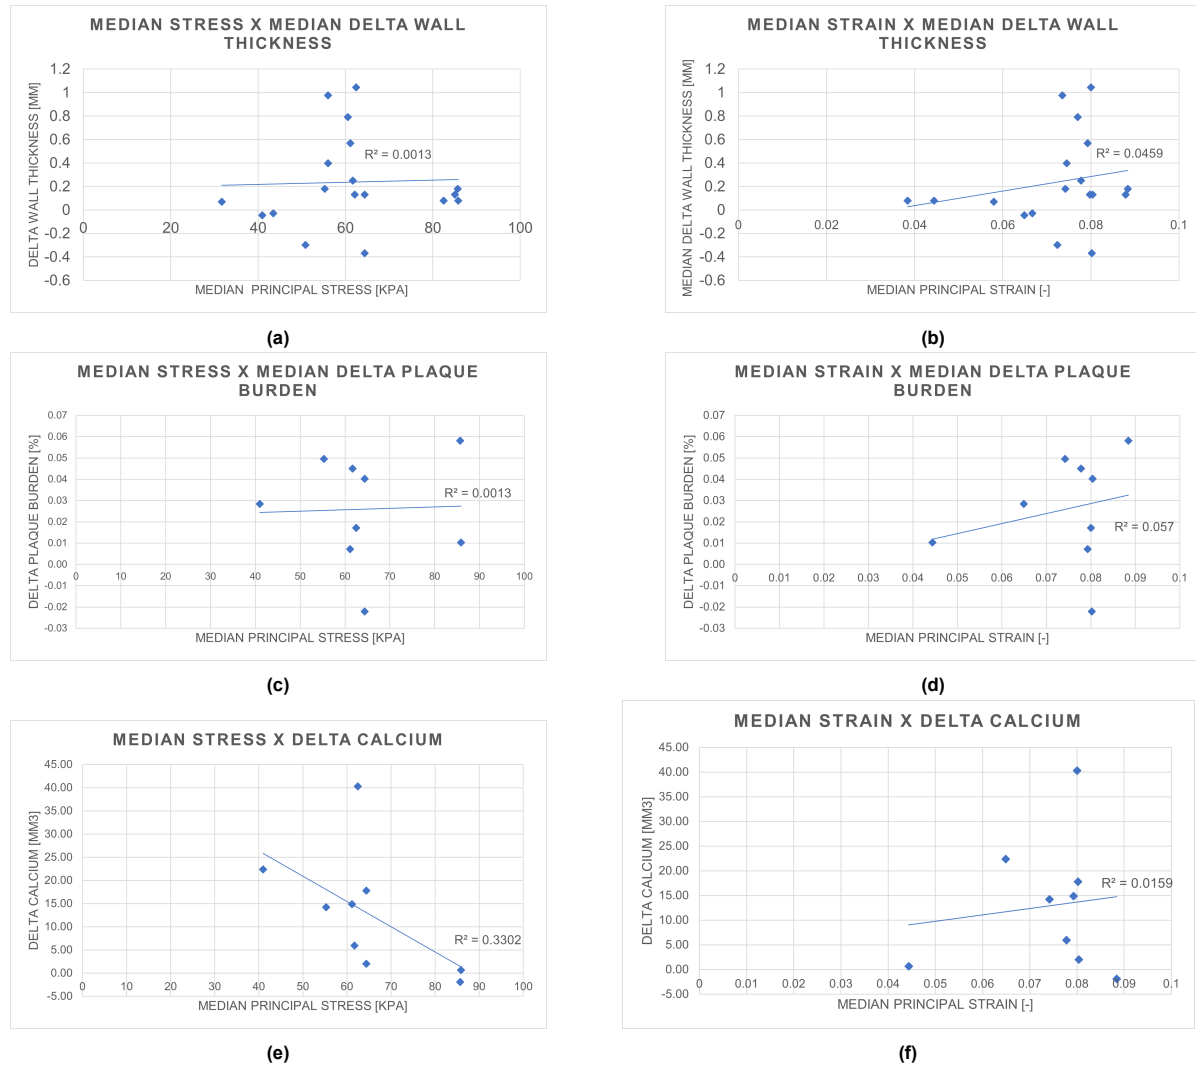 MEDIAN STRESS X MEDIAN DELTA WALL
THICKNESS
DELTA WALL THICKNESS [MM]
1.2
1
0.8
0.6
0.4
0.2
0
-0.2
-0.4
-0.6
R² = 0.0013
0 20 40 60 80 100
MEDIAN PRINCIPAL STRESS [KPA]
(a)
MEDIAN STRAIN X MEDIAN DELTA WALL
THICKNESS
MEDIAN DELTA WALL THICKNESS [MM]
1.2
1
0.8
0.6
0.4
0.2
0
-0.2
-0.4
-0.6
R² = 0.0459
0 0.02 0.04 0.06 0.08 0.1
MEDIAN PRINCIPAL STRAIN [-]
(b)
MEDIAN STRESS X MEDIAN DELTA PLAQUE
BURDEN
DELTA PLAQUE BURDEN [%]
0.07
0.06
0.05
0.04
0.03
0.02
0.01
0.00
-0.01
-0.02
-0.03
R² = 0.0013
0 10 20 30 40 50 60 70 80 90 100
MEDIAN PRINCIPAL STRESS [KPA]
(c)
MEDIAN STRAIN X MEDIAN DELTA PLAQUE
BURDEN
DELTA PLAQUE BURDEN [%]
0.07
0.06
0.05
0.04
0.03
0.02
0.01
0.00
-0.01
-0.02
-0.03
R² = 0.057
0 0.01 0.02 0.03 0.04 0.05 0.06 0.07 0.08 0.09 0.1
MEDIAN PRINCIPAL STRAIN [-]
(d)
MEDIAN STRESS X DELTA CALCIUM
DELTA CALCIUM [MM3]
45.00
40.00
35.00
30.00
25.00
20.00
15.00
10.00
5.00
0.00
-5.00
R² = 0.3302
0 10 20 30 40 50 60 70 80 90 100
MEDIAN PRINCIPAL STRESS [KPA]
(e)
MEDIAN STRAIN X DELTA CALCIUM
DELTA CALCIUM [MM3]
45.00
40.00
35.00
30.00
25.00
20.00
15.00
10.00
5.00
0.00
-5.00
R² = 0.0159
0 0.01 0.02 0.03 0.04 0.05 0.06 0.07 0.08 0.09 0.1
MEDIAN PRINCIPAL STRAIN [-]
(f)